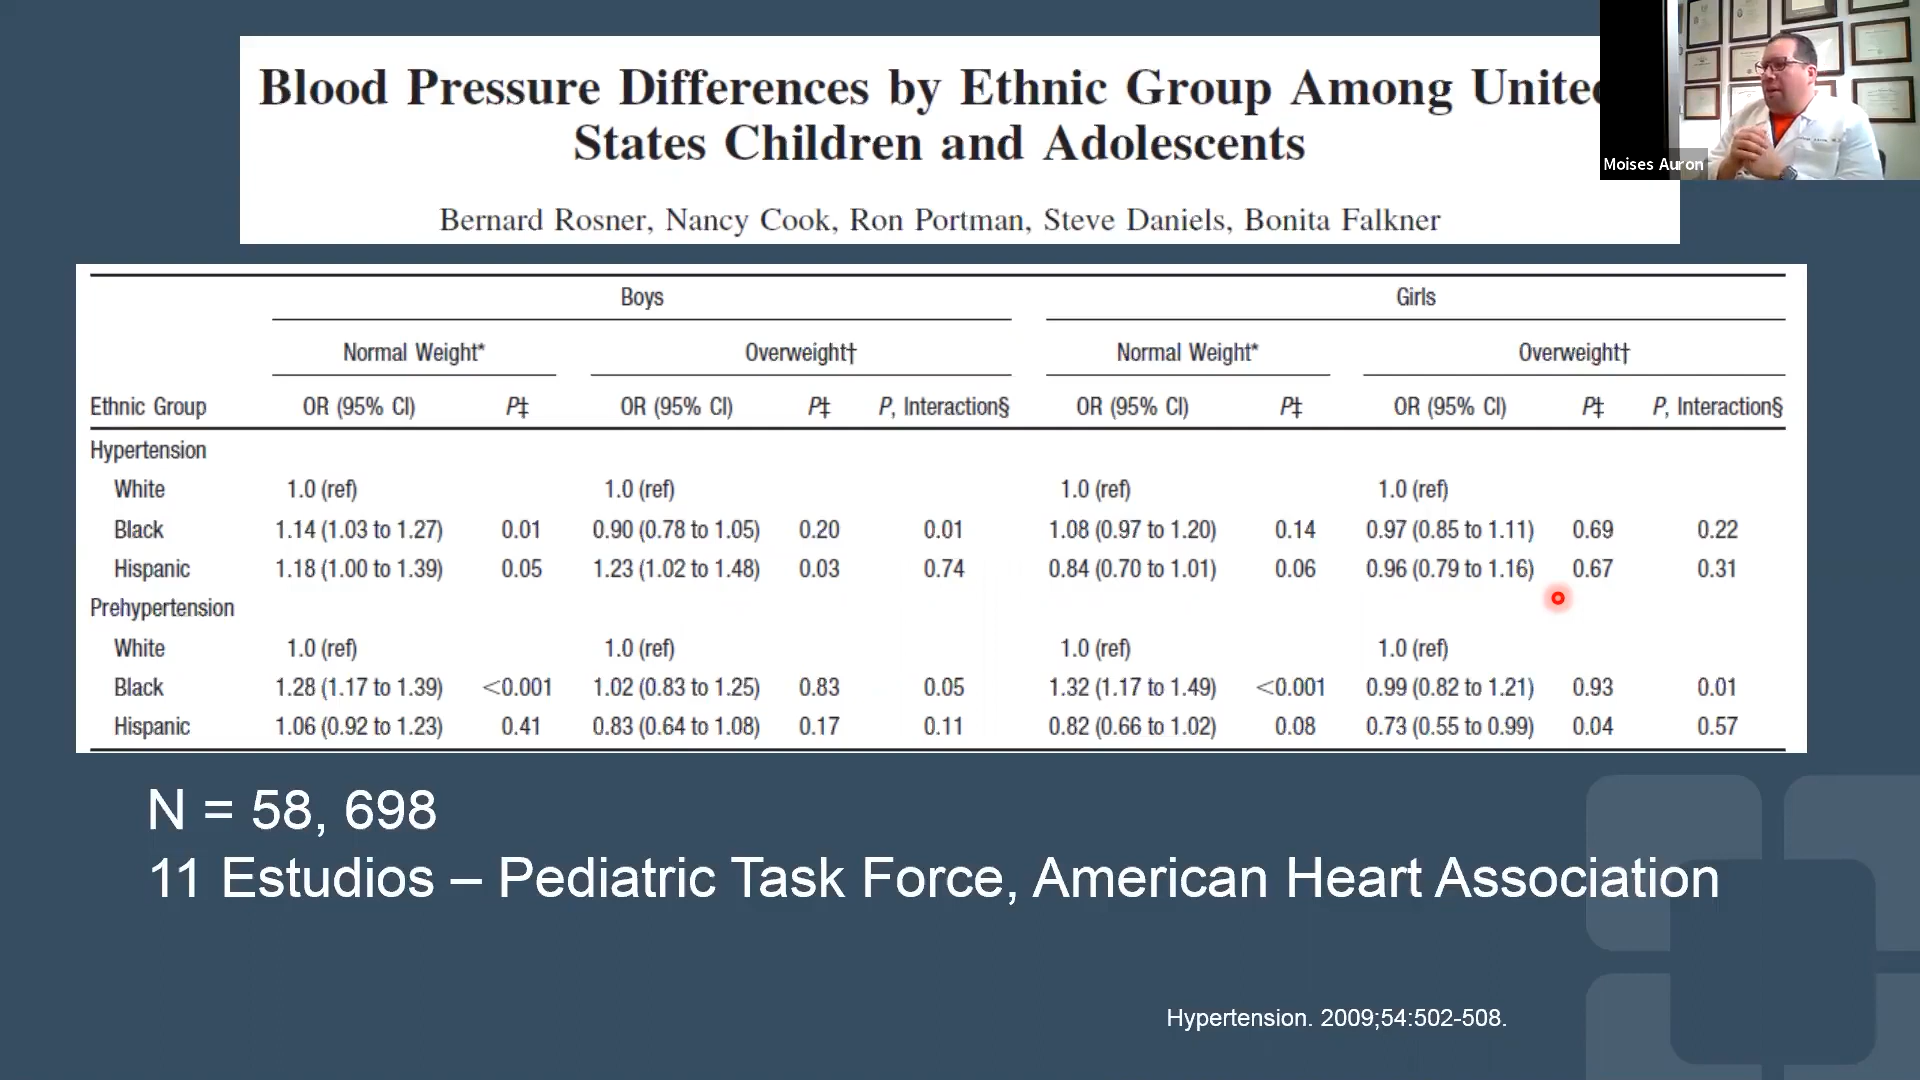 Blood Pressure Differences by Ethnic Group Among United
States Children and Adolescents
Bernard Rosner, Nancy Cook, Ron Portman, Steve Daniels, Bonita Falkner
Moises Auron
Boys Girls
Normal Weight* Overweight† Normal Weight* Overweight†
Ethnic Group OR (95% CI) P‡ OR (95% CI) P‡ P, Interaction§ OR (95% CI) P‡ OR (95% CI) P‡ P, Interaction§
Hypertension
White 1.0 (ref) 1.0 (ref) 1.0 (ref) 1.0 (ref)
Black 1.14 (1.03 to 1.27) 0.01 0.90 (0.78 to 1.05) 0.20 0.01 1.08 (0.97 to 1.20) 0.14 0.97 (0.85 to 1.11) 0.69 0.22
Hispanic 1.18 (1.00 to 1.39) 0.05 1.23 (1.02 to 1.48) 0.03 0.74 0.84 (0.70 to 1.01) 0.06 0.96 (0.79 to 1.16) 0.67 0.31
Prehypertension
White 1.0 (ref) 1.0 (ref) 1.0 (ref) 1.0 (ref)
Black 1.28 (1.17 to 1.39) <0.001 1.02 (0.83 to 1.25) 0.83 0.05 1.32 (1.17 to 1.49) <0.001 0.99 (0.82 to 1.21) 0.93 0.01
Hispanic 1.06 (0.92 to 1.23) 0.41 0.83 (0.64 to 1.08) 0.17 0.11 0.82 (0.66 to 1.02) 0.08 0.73 (0.55 to 0.99) 0.04 0.57
N = 58, 698
11 Estudios – Pediatric Task Force, American Heart Association
Hypertension. 2009;54:502-508.